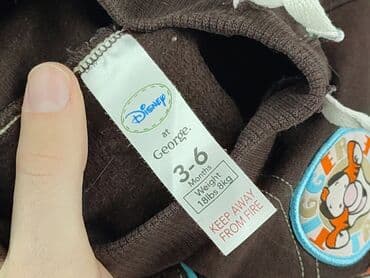 Disney
at
George.
3-6
Months
Weight
18lbs 8kg
KEEP AWAY
FROM FIRE